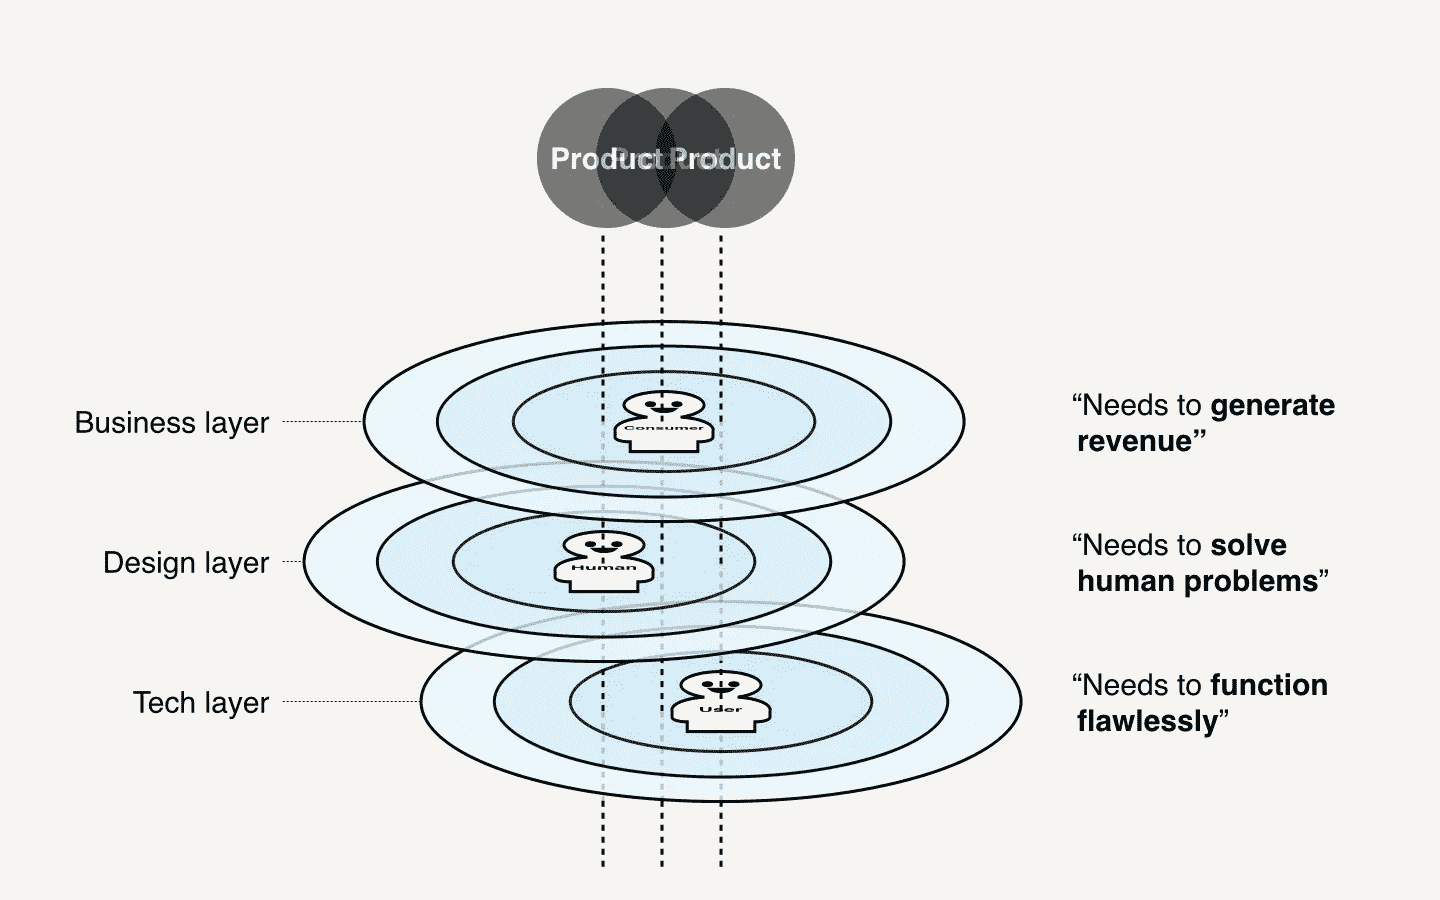 Product Product Product
Business layer
Consumer
“Needs to generate
revenue”
Design layer
Human
“Needs to solve
human problems”
Tech layer
User
“Needs to function
flawlessly”